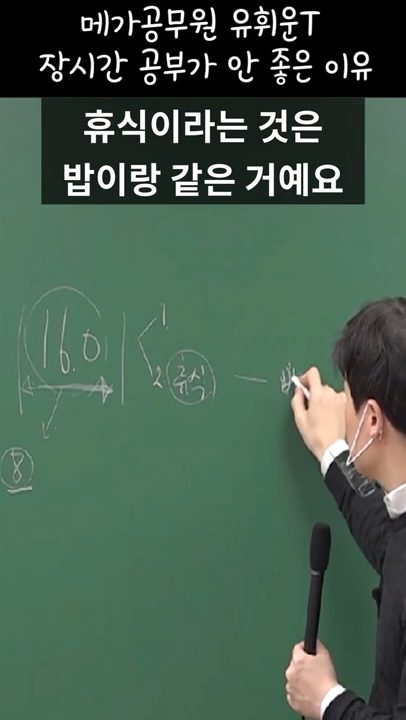 메가공무원 유휘운T
장시간 공부가 안 좋은 이유
휴식이라는 것은
밥이랑 같은 거예요
16.0
1.
2. 휴식 —
8